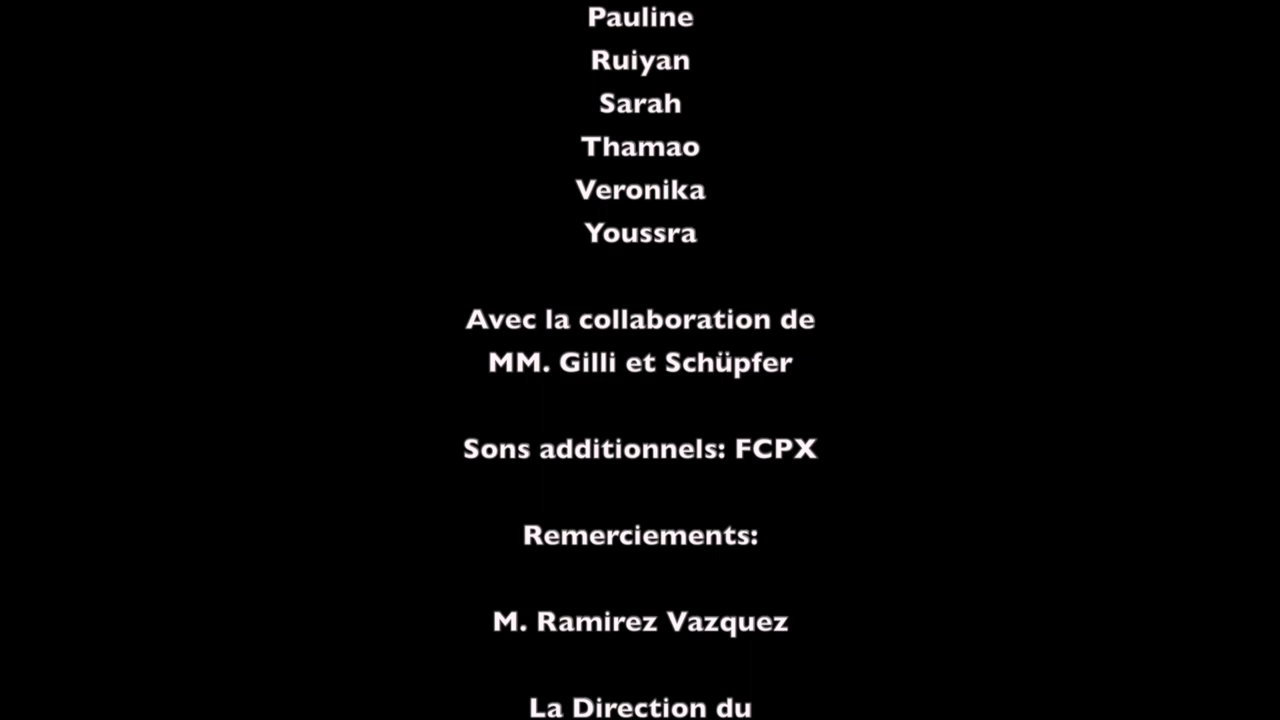 Pauline
Ruiyan
Sarah
Thamao
Veronika
Youssra
Avec la collaboration de
MM. Gilli et Schüpfer
Sons additionnels: FCPX
Remerciements:
M. Ramirez Vazquez
La Direction du